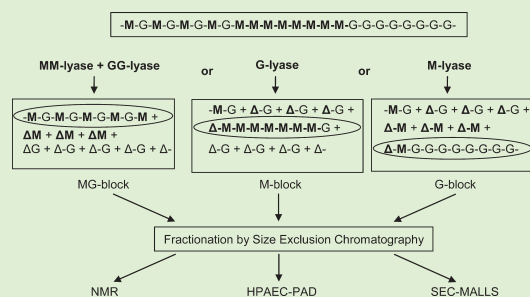 -M-G-M-G-M-G-M-G-M-M-M-M-M-M-M-M-G-G-G-G-G-G-G-
MM-lyase + GG-lyase or G-lyase or M-lyase
-M-G-M-G-M-G-M-G-M +
ΔM + ΔM + ΔM +
ΔG + Δ-G + Δ-G + Δ-G + Δ-
-M-G + Δ-G + Δ-G + Δ-G +
Δ-M-M-M-M-M-M-M-G +
Δ-G + Δ-G + Δ-G + Δ-
-M-G + Δ-G + Δ-G + Δ-G +
Δ-M + Δ-M + Δ-M +
Δ-M-G-G-G-G-G-G-G-G-
MG-block M-block G-block
Fractionation by Size Exclusion Chromatography
NMR HPAEC-PAD SEC-MALLS